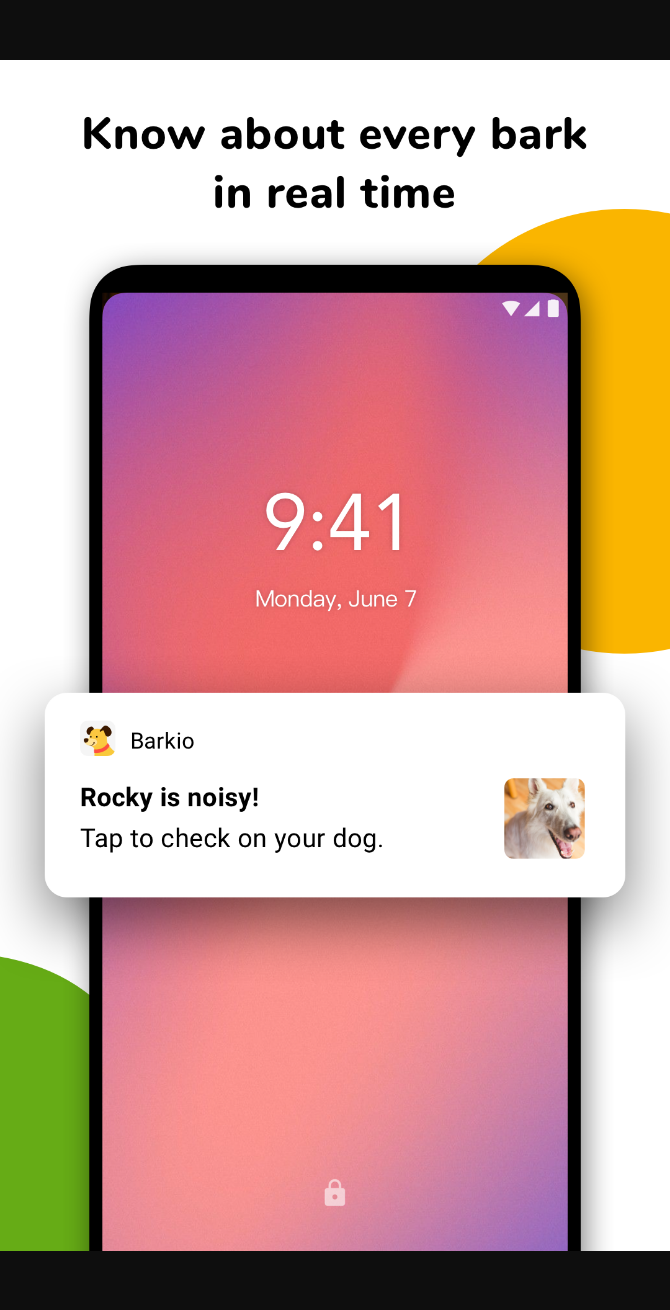 Know about every bark
in real time
9:41
Monday, June 7
Barkio
Rocky is noisy!
Tap to check on your dog.